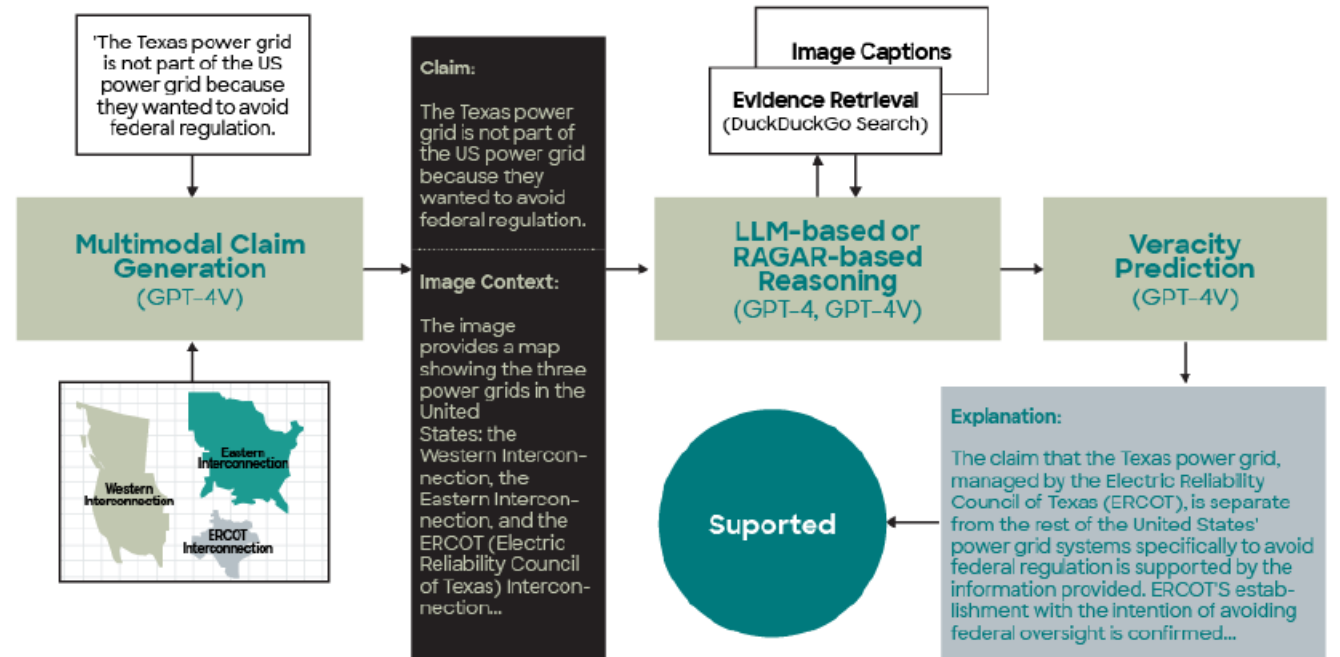 'The Texas power grid
is not part of the US
power grid because
they wanted to avoid
federal regulation.
Multimodal Claim
Generation
(GPT-4V)
Western
Interconnection
Eastern
Interconnection
ERCOT
Interconnection
Claim:
The Texas power
grid is not part of
the US power grid
because they
wanted to avoid
federal regulation.
Image Context:
The image
provides a map
showing the three
power grids in the
United
States: the
Western Intercon-
nection, the
Eastern Intercon-
nection, and the
ERCOT (Electric
Reliability Council
of Texas) Intercon-
nection...
Image Captions
Evidence Retrieval
(DuckDuckGo Search)
LLM-based or
RAGAR-based
Reasoning
(GPT-4, GPT-4V)
Veracity
Prediction
(GPT-4V)
Explanation:
The claim that the Texas power grid,
managed by the Electric Reliability
Council of Texas (ERCOT), is separate
from the rest of the United States'
power grid systems specifically to avoid
federal regulation is supported by the
information provided. ERCOT'S estab-
lishment with the intention of avoiding
federal oversight is confirmed...
Suported